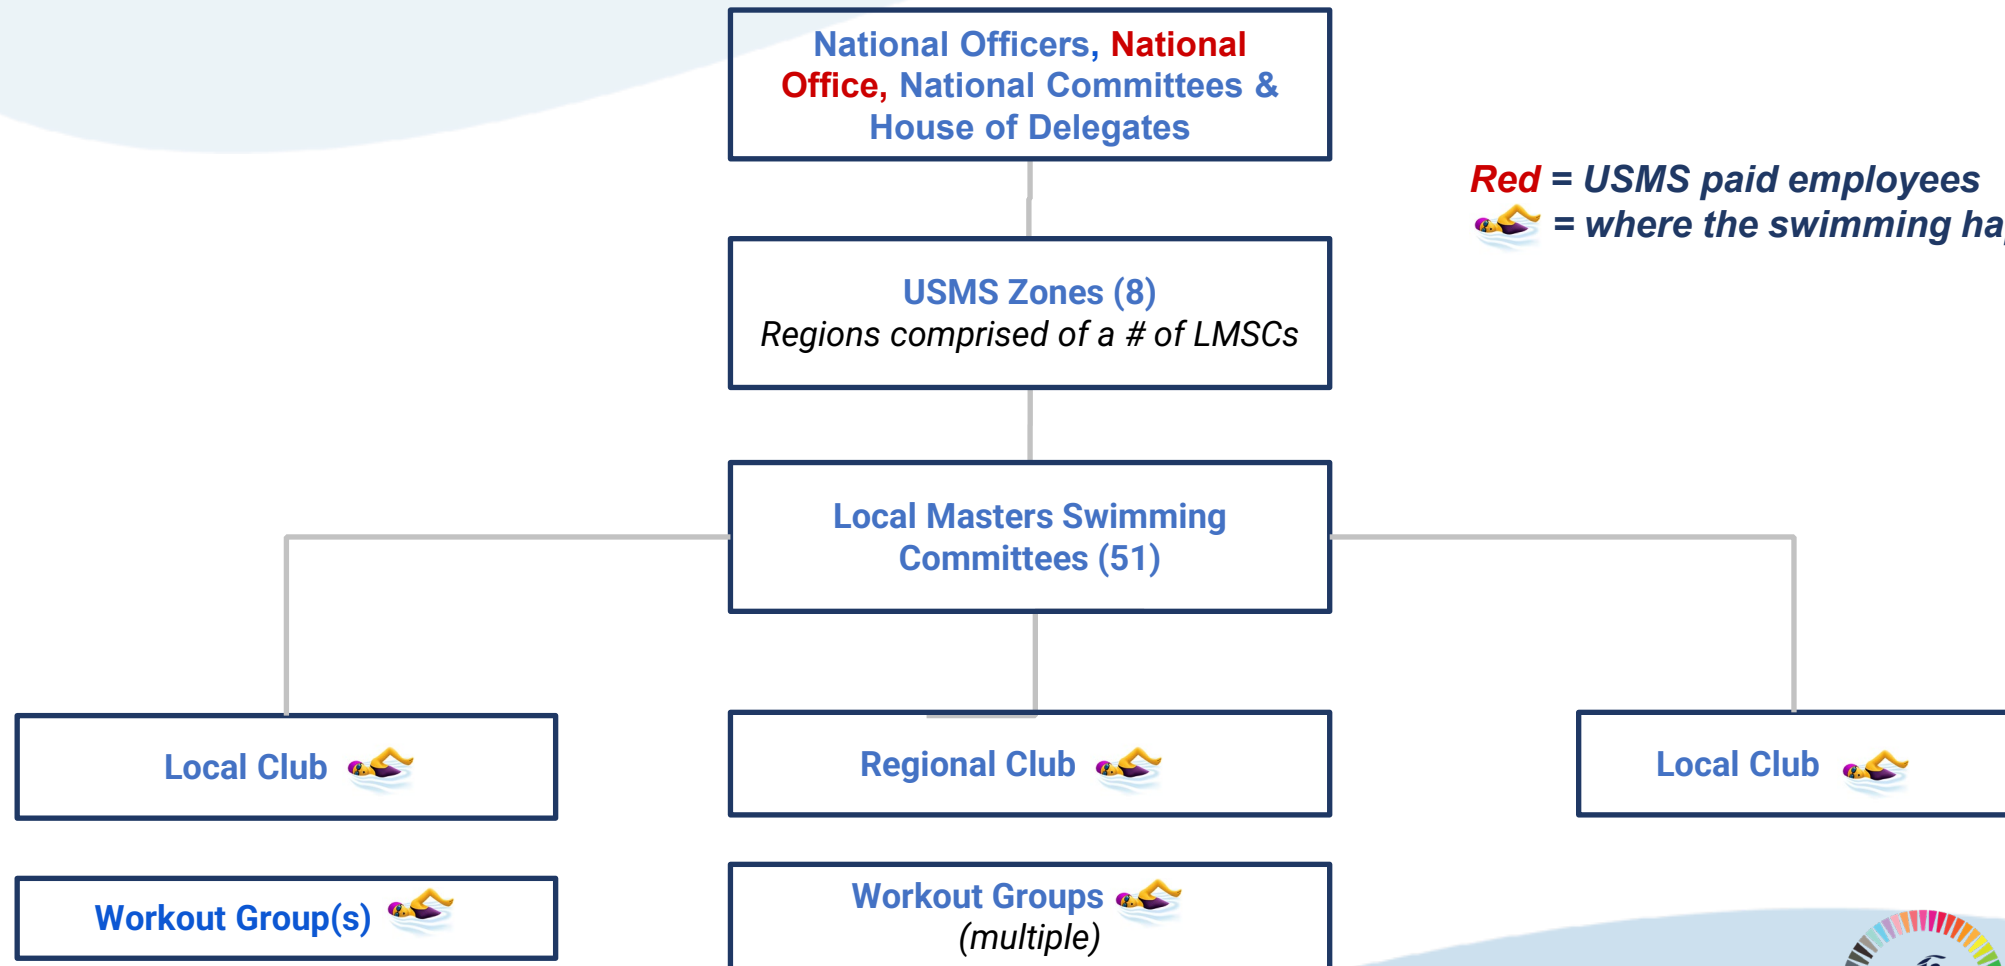 National Officers, National
Office, National Committees &
House of Delegates
Red = USMS paid employees
= where the swimming
USMS Zones (8)
Regions comprised of a # of LMSCs
Local Masters Swimming
Committees (51)
Local Club
Regional Club
Local Club
Workout Group(s)
Workout Groups
(multiple)